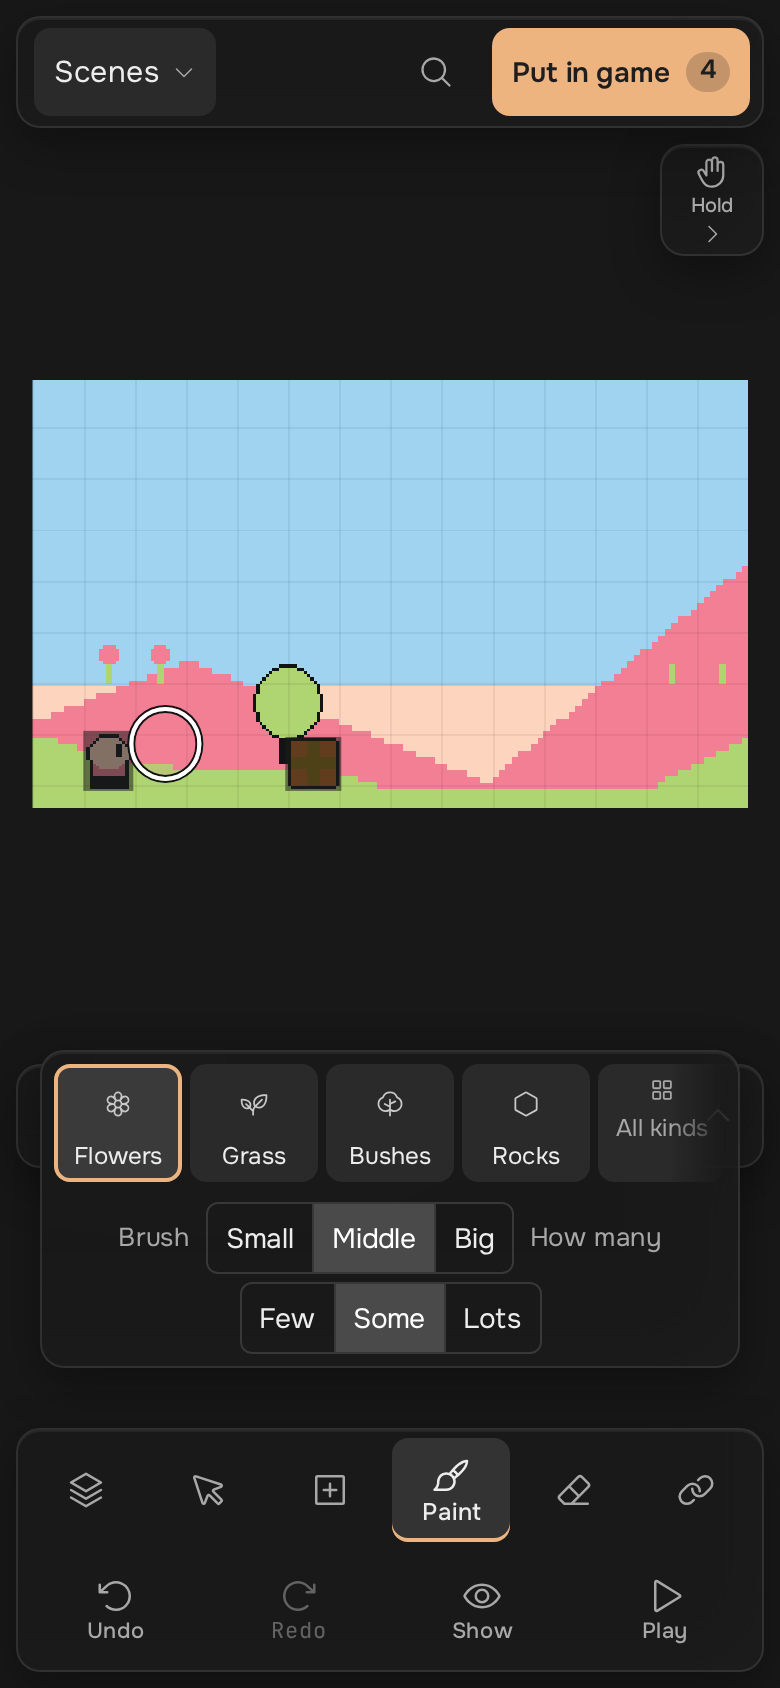 Scenes
Put in game 4
Hold
Flowers Grass Bushes Rocks All kinds
Brush Small Middle Big How many
Few Some Lots
Paint
Undo Redo Show Play